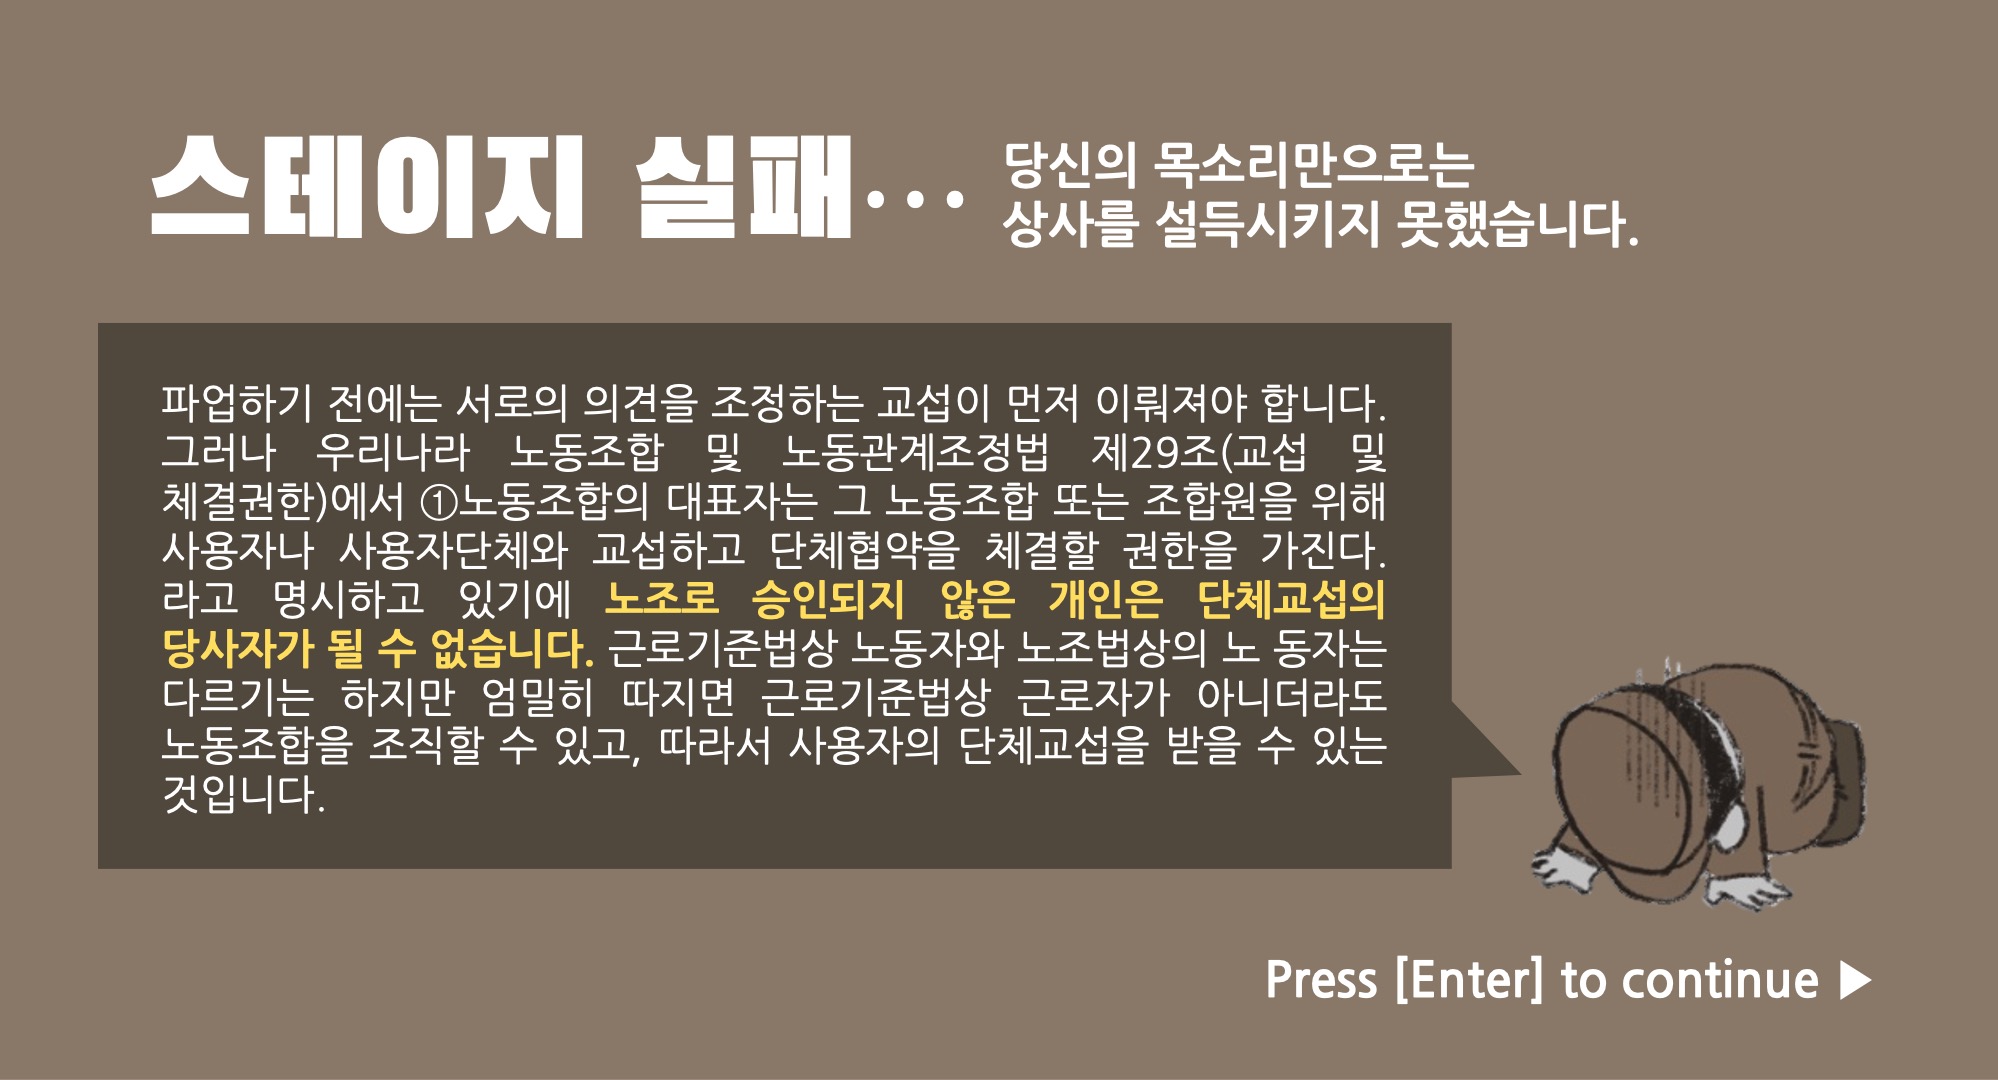 스테이지 실패...
당신의 목소리만으로는
상사를 설득시키지 못했습니다.
파업하기 전에는 서로의 의견을 조정하는 교섭이 먼저 이뤄져야 합니다.
그러나 우리나라 노동조합 및 노동관계조정법 제29조(교섭 및
체결권한)에서 ①노동조합의 대표자는 그 노동조합 또는 조합원을 위해
사용자나 사용자단체와 교섭하고 단체협약을 체결할 권한을 가진다.
라고 명시하고 있기에 노조로 승인되지 않은 개인은 단체교섭의
당사자가 될 수 없습니다. 근로기준법상 노동자와 노조법상의 노 동자는
다르기는 하지만 엄밀히 따지면 근로기준법상 근로자가 아니더라도
노동조합을 조직할 수 있고, 따라서 사용자의 단체교섭을 받을 수 있는
것입니다.
Press [Enter] to continue ▶